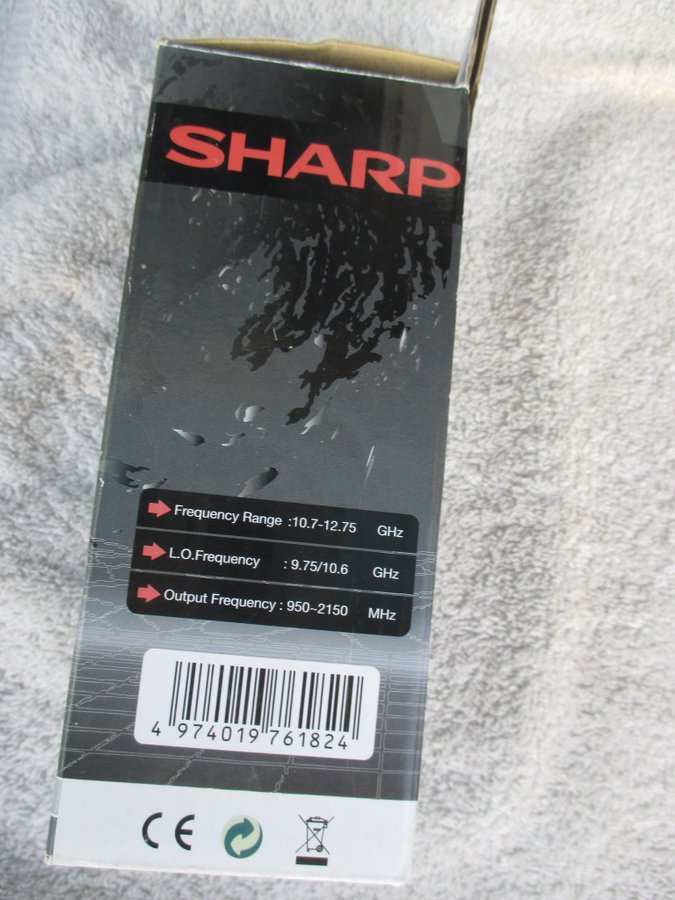 SHARP
Frequency Range :10.7-12.75 GHz
L.O.Frequency : 9.75/10.6 GHz
Output Frequency : 950~2150 MHz
4 974019 761824
CE